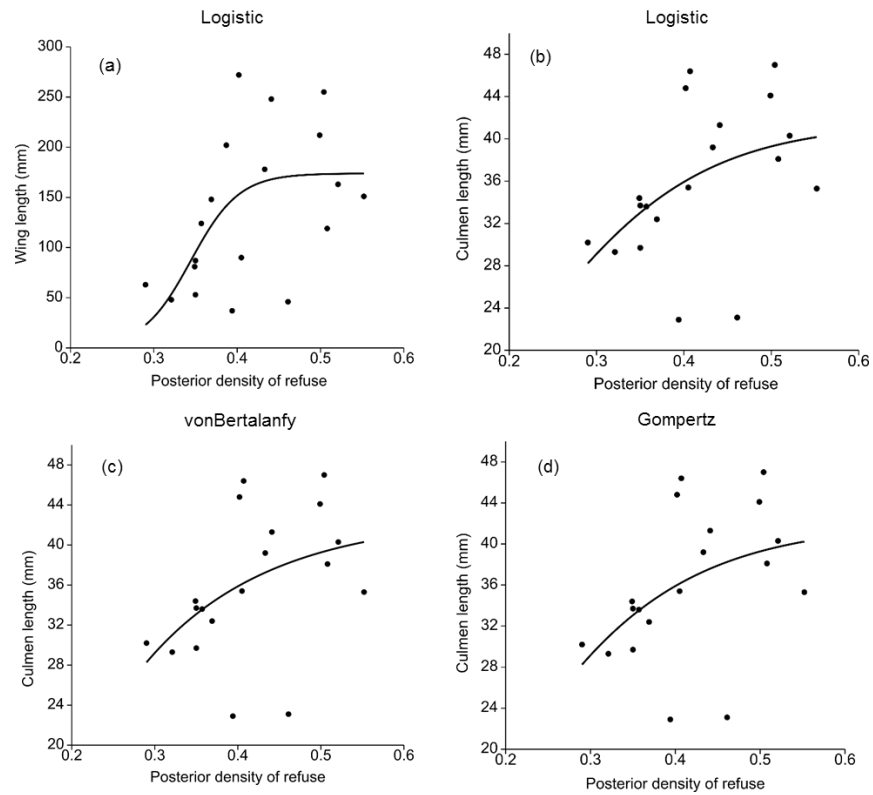 Logistic
(a)
Wing length (mm)
300
250
200
150
100
50
0
0.2 0.3 0.4 0.5 0.6
Posterior density of refuse
Logistic
(b)
Culmen length (mm)
48
44
40
36
32
28
24
20
0.2 0.3 0.4 0.5 0.6
Posterior density of refuse
vonBertalanfy
(c)
Culmen length (mm)
48
44
40
36
32
28
24
20
0.2 0.3 0.4 0.5 0.6
Posterior density of refuse
Gompertz
(d)
Culmen length (mm)
48
44
40
36
32
28
24
20
0.2 0.3 0.4 0.5 0.6
Posterior density of refuse